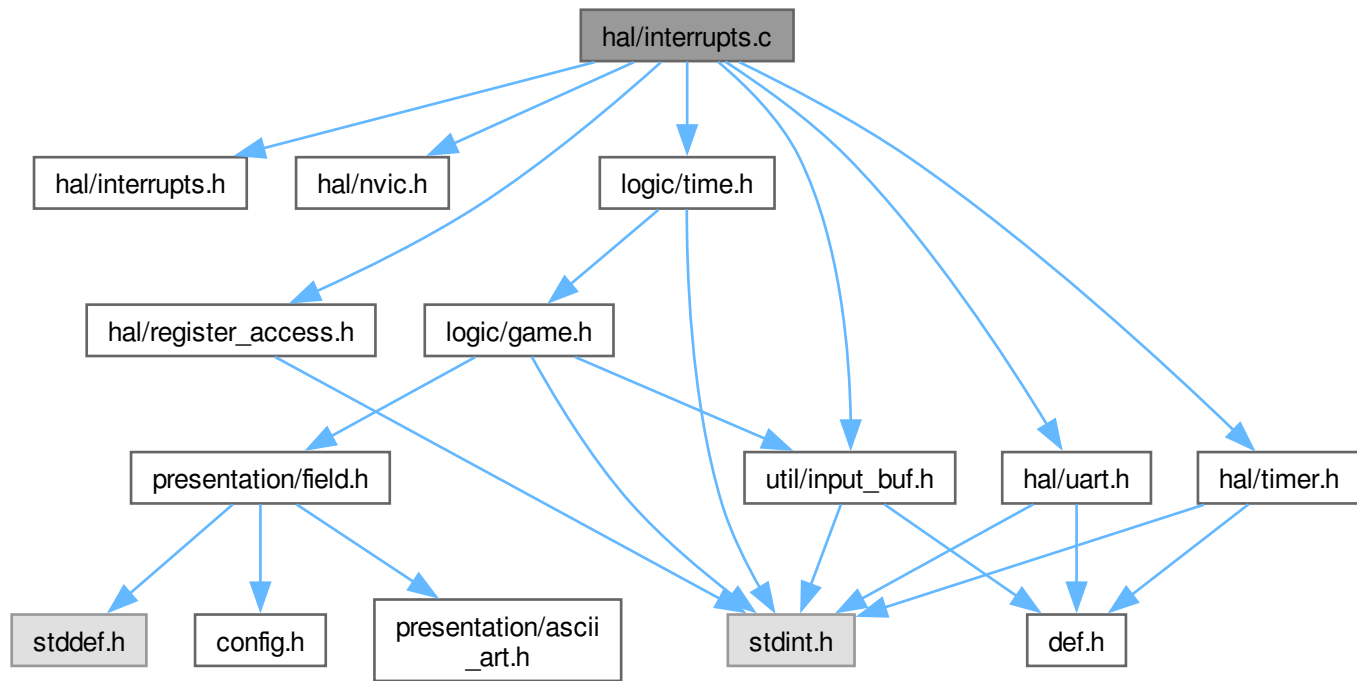 hal/interrupts.c
hal/interrupts.h
hal/nvic.h
logic/time.h
hal/register_access.h
logic/game.h
presentation/field.h
util/input_buf.h
hal/uart.h
hal/timer.h
stddef.h
config.h
presentation/ascii
_art.h
stdint.h
def.h